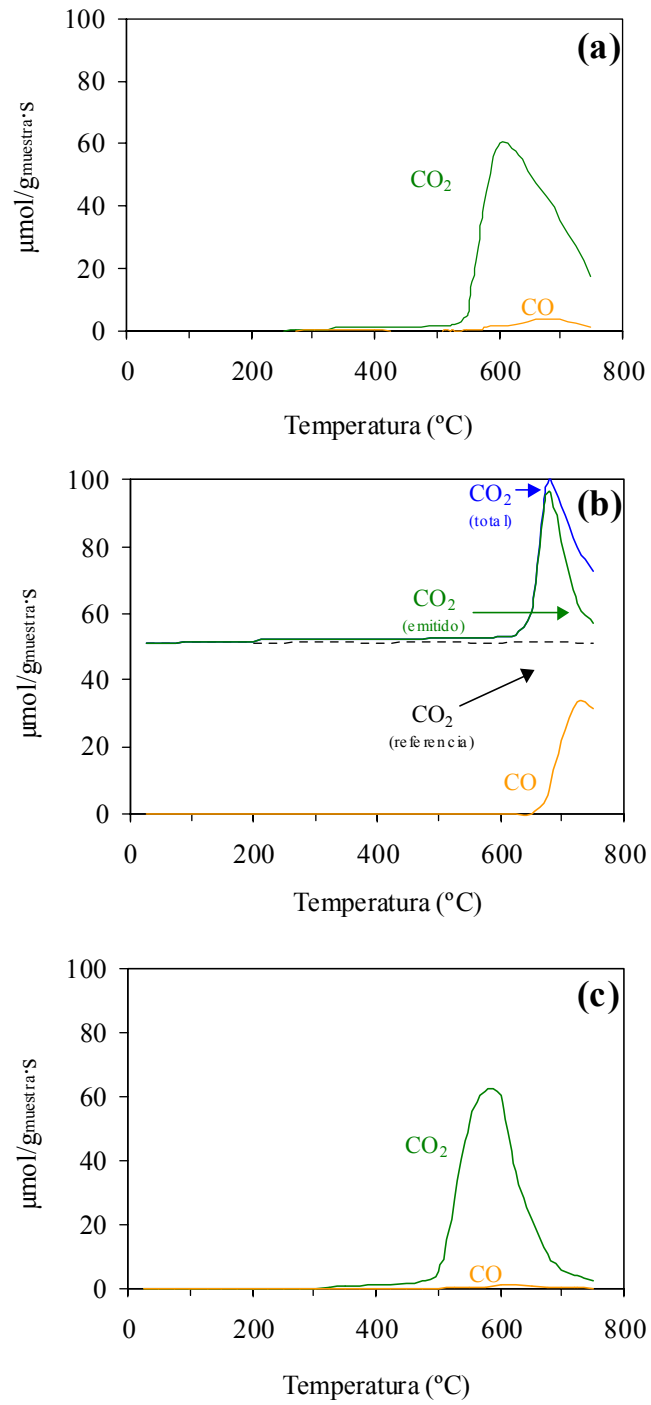 (a)
100
80
60
40
20
0
µmol/gmuestra·s
CO2
CO
0 200 400 600 800
Temperatura (ºC)
(b)
100
80
60
40
20
0
µmol/gmuestra·s
CO2
(total)
CO2
(emitido)
CO2
(referencia)
CO
0 200 400 600 800
Temperatura (ºC)
(c)
100
80
60
40
20
0
µmol/gmuestra·s
CO2
CO
0 200 400 600 800
Temperatura (ºC)